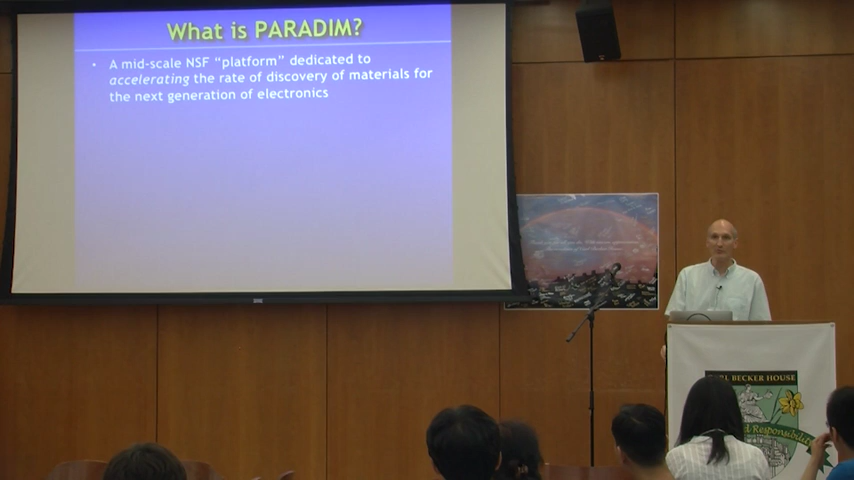 What is PARADIM?
• A mid-scale NSF “platform” dedicated to
accelerating the rate of discovery of materials for
the next generation of electronics
BECKER HOUSE
Responsibility